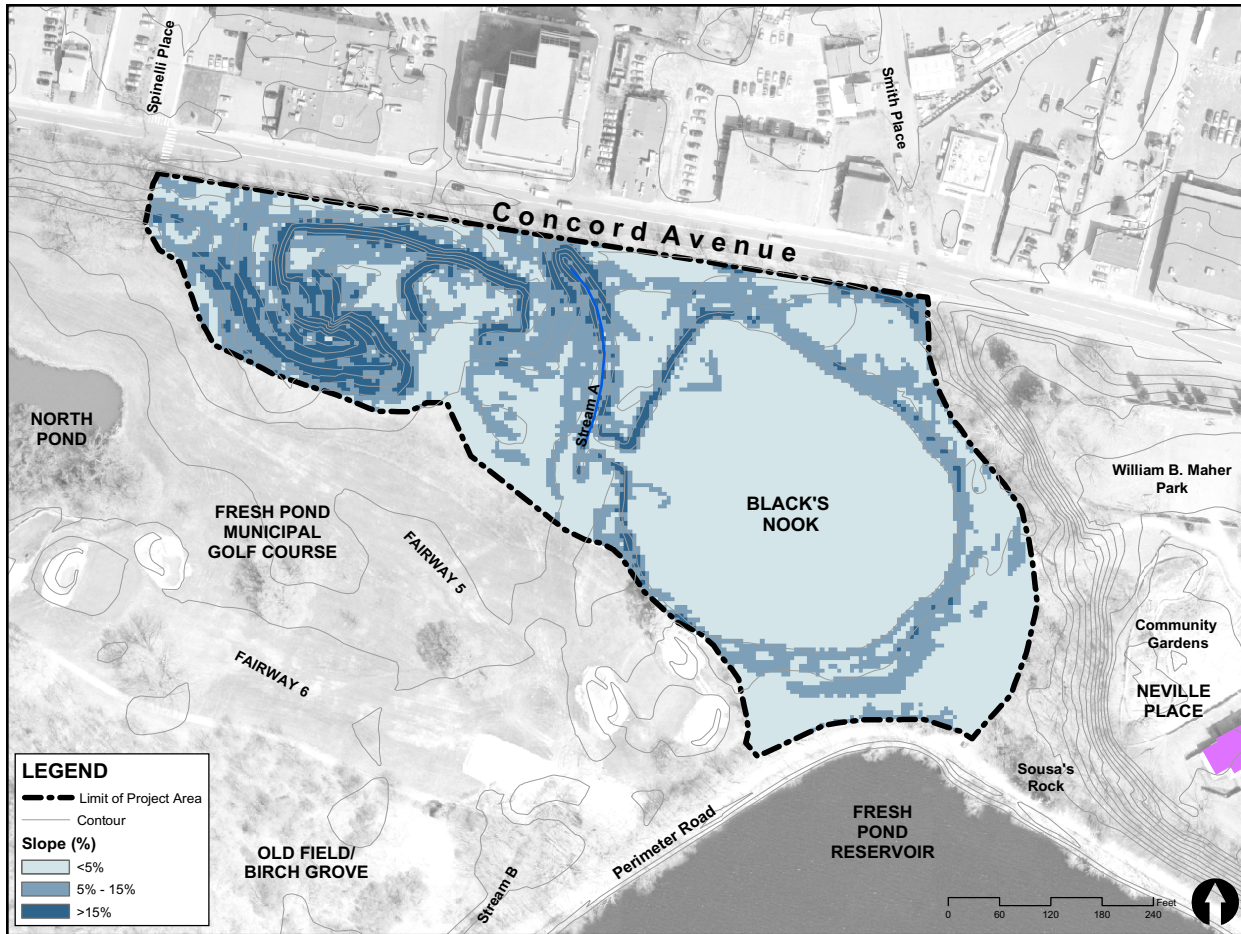 Spinelli Place
Smith Place
Concord Avenue
Stream A
NORTH
POND
BLACK'S
NOOK
William B. Maher
Park
FRESH POND
MUNICIPAL
GOLF COURSE
FAIRWAY 5
FAIRWAY 6
Community
Gardens
NEVILLE
PLACE
Sousa's
Rock
LEGEND
Limit of Project Area
Contour
Slope (%)
<5%
5% - 15%
>15%
OLD FIELD/
BIRCH GROVE
Stream B
Perimeter Road
FRESH
POND
RESERVOIR
Feet
0 60 120 180 240